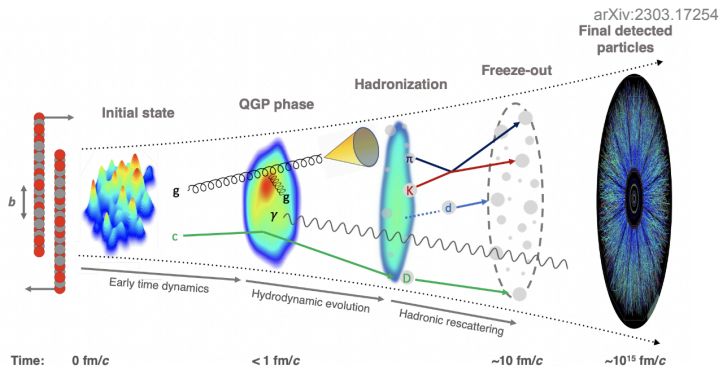 arXiv:2303.17254
Final detected
particles
Freeze-out
Hadronization
QGP phase
Initial state
π
g
K
b
g
d
γ
c
D
Early time dynamics
Hydrodynamic evolution
Hadronic rescattering
Time: 0 fm/c < 1 fm/c ~10 fm/c ~10¹⁵ fm/c